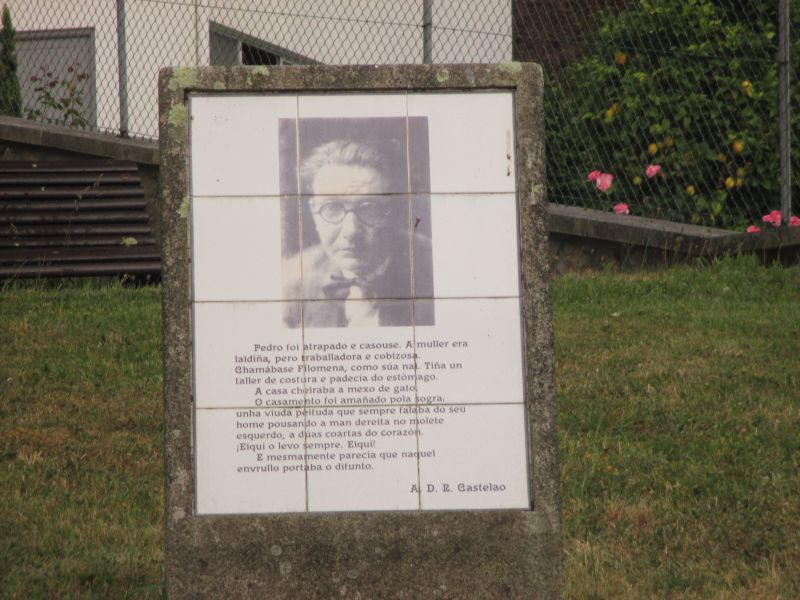 Pedro foi atrapado e casouse. A muller era
laidiña, pero traballadora e cobizosa.
Chamábase Filomena, como súa nai. Tiña un
taller de costura e padecía do estómago.
A casa cheiraba a mexo de gato.
O casamento foi amañado pola sogra:
unha viuda peituda que sempre falaba do seu
home pousando a man dereita no molete
esquerdo, a dúas coartas do corazón.
¡Eiquí o levo sempre. Eiquí!
E mesmamente parecía que naquel
envrullo portaba o difunto.
A. D. R. Castelao